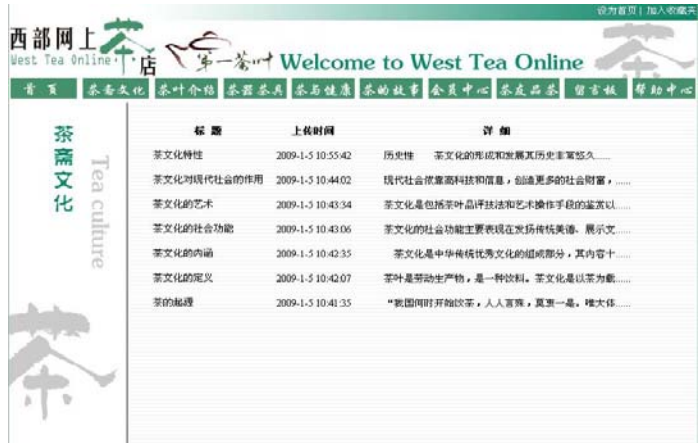 设为首页 | 加入收藏夹
西部网上茶店
West Tea Online
第一茶叶
Welcome to West Tea Online
首 页 茶斋文化 茶叶介绍 茶器茶具 茶与健康 茶的故事 会员中心 茶友品茶 留言板 帮助中心
茶斋文化
Tea culture
茶
标 题 上传时间 详 细
茶文化特性 2009-1-5 10:55:42 历史性 茶文化的形成和发展其历史非常悠久......
茶文化对现代社会的作用 2009-1-5 10:44:02 现代社会依靠高科技和信息，创造更多的社会财富，......
茶文化的艺术 2009-1-5 10:43:34 茶文化是包括茶叶品评技法和艺术操作手段的鉴赏以......
茶文化的社会功能 2009-1-5 10:43:06 茶文化的社会功能主要表现在发扬传统美德、展示文......
茶文化的内涵 2009-1-5 10:42:35 茶文化是中华传统优秀文化的组成部分，其内容十......
茶文化的定义 2009-1-5 10:42:07 茶叶是劳动生产物，是一种饮料。茶文化是以茶为载......
茶的起源 2009-1-5 10:41:35 “我国何时开始饮茶，人人言殊，莫衷一是。唯大体......